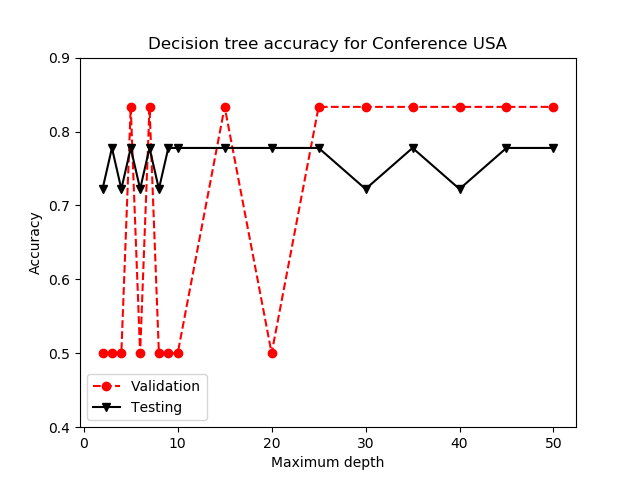 Decision tree accuracy for Conference USA
Accuracy
0.9
0.8
0.7
0.6
0.5
0.4
Validation
Testing
0 10 20 30 40 50
Maximum depth